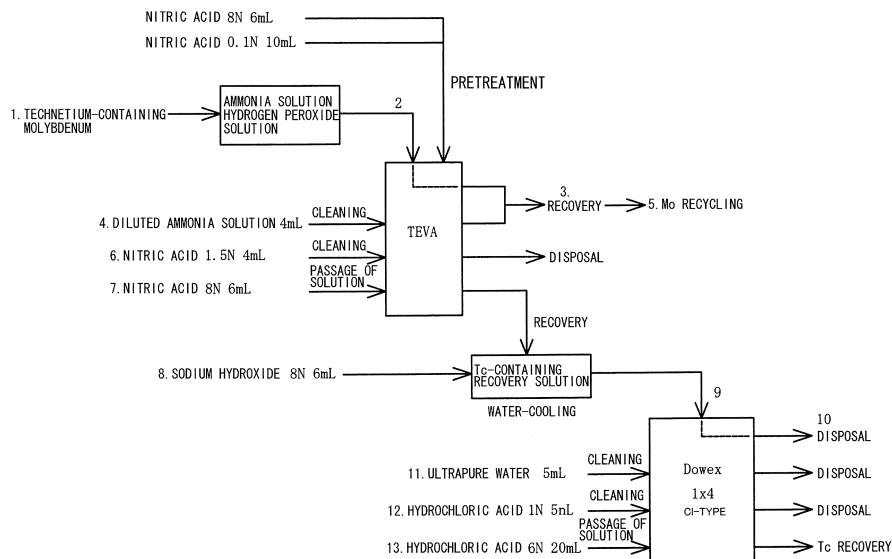 NITRIC ACID 8N 6mL
NITRIC ACID 0.1N 10mL
PRETREATMENT
1. TECHNETIUM-CONTAINING
MOLYBDENUM
AMMONIA SOLUTION
HYDROGEN PEROXIDE
SOLUTION
2
3.
RECOVERY
5. Mo RECYCLING
4. DILUTED AMMONIA SOLUTION 4mL
CLEANING
TEVA
6. NITRIC ACID 1.5N 4mL
CLEANING
DISPOSAL
7. NITRIC ACID 8N 6mL
PASSAGE OF
SOLUTION
RECOVERY
8. SODIUM HYDROXIDE 8N 6mL
Tc-CONTAINING
RECOVERY SOLUTION
WATER-COOLING
9
10
DISPOSAL
11. ULTRAPURE WATER 5mL
CLEANING
Dowex
1x4
CI-TYPE
DISPOSAL
12. HYDROCHLORIC ACID 1N 5nL
CLEANING
DISPOSAL
13. HYDROCHLORIC ACID 6N 20mL
PASSAGE OF
SOLUTION
Tc RECOVERY